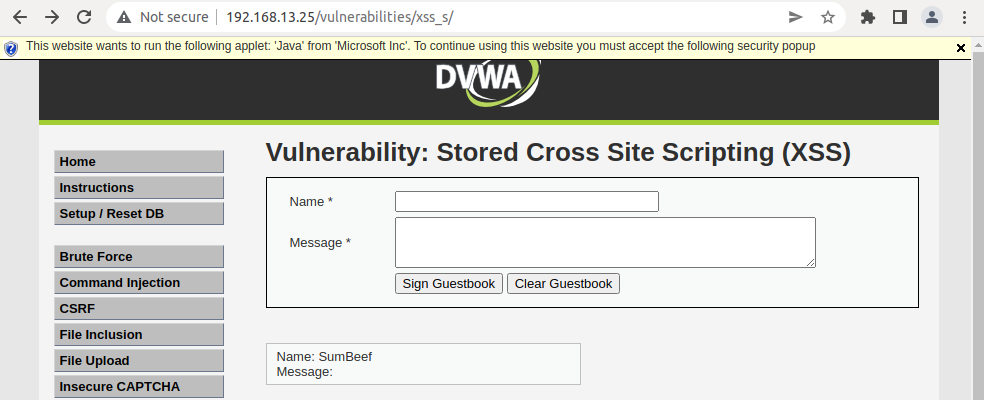 Not secure | 192.168.13.25/vulnerabilities/xss_s/
This website wants to run the following applet: 'Java' from 'Microsoft Inc'. To continue using this website you must accept the following security popup
DVWA
Home
Instructions
Setup / Reset DB
Brute Force
Command Injection
CSRF
File Inclusion
File Upload
Insecure CAPTCHA
Vulnerability: Stored Cross Site Scripting (XSS)
Name *
Message *
Sign Guestbook Clear Guestbook
Name: SumBeef
Message: